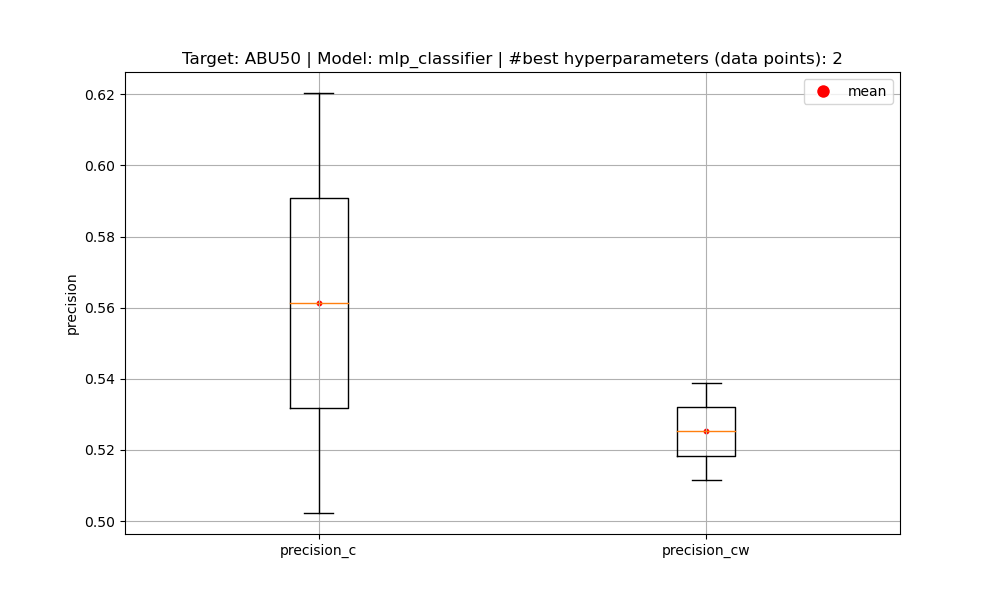 Target: ABU50 | Model: mlp_classifier | #best hyperparameters (data points): 2
mean
0.62
0.60
0.58
0.56
0.54
0.52
0.50
precision
precision_c
precision_cw